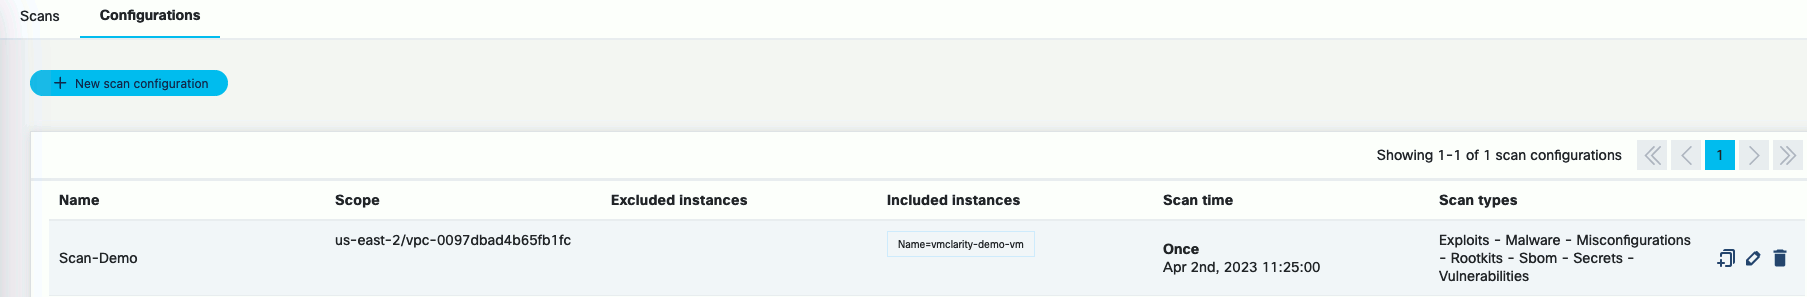 Scans
Configurations
New scan configuration
Showing 1-1 of 1 scan configurations
1
Name
Scope
Excluded instances
Included instances
Scan time
Scan types
Scan-Demo
us-east-2/vpc-0097dbad4b65fb1fc
Name=vmclarity-demo-vm
Once
Apr 2nd, 2023 11:25:00
Exploits - Malware - Misconfigurations
- Rootkits - Sbom - Secrets -
Vulnerabilities